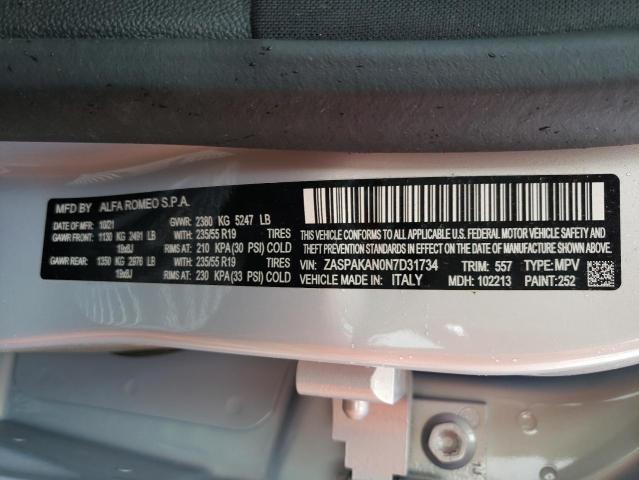 MFD BY ALFA ROMEO S.P.A.
DATE OF MFR: 10/21 GVWR: 2380 KG 5247 LB
GAWR FRONT: 1130 KG 2491 LB WITH: 235/55 R19 TIRES
19x8J RIMS AT: 210 KPA(30 PSI) COLD
GAWR REAR: 1350 KG 2976 LB WITH: 235/55 R19 TIRES
19x8J RIMS AT: 230 KPA(33 PSI) COLD
THIS VEHICLE CONFORMS TO ALL APPLICABLE U.S. FEDERAL MOTOR VEHICLE SAFETY AND
THEFT PREVENTION STANDARDS IN EFFECT ON THE DATE OF MANUFACTURE SHOWN ABOVE.
VIN: ZASPAKAN0N7D31734 TRIM: 557 TYPE: MPV
VEHICLE MADE IN: ITALY MDH: 102213 PAINT:252